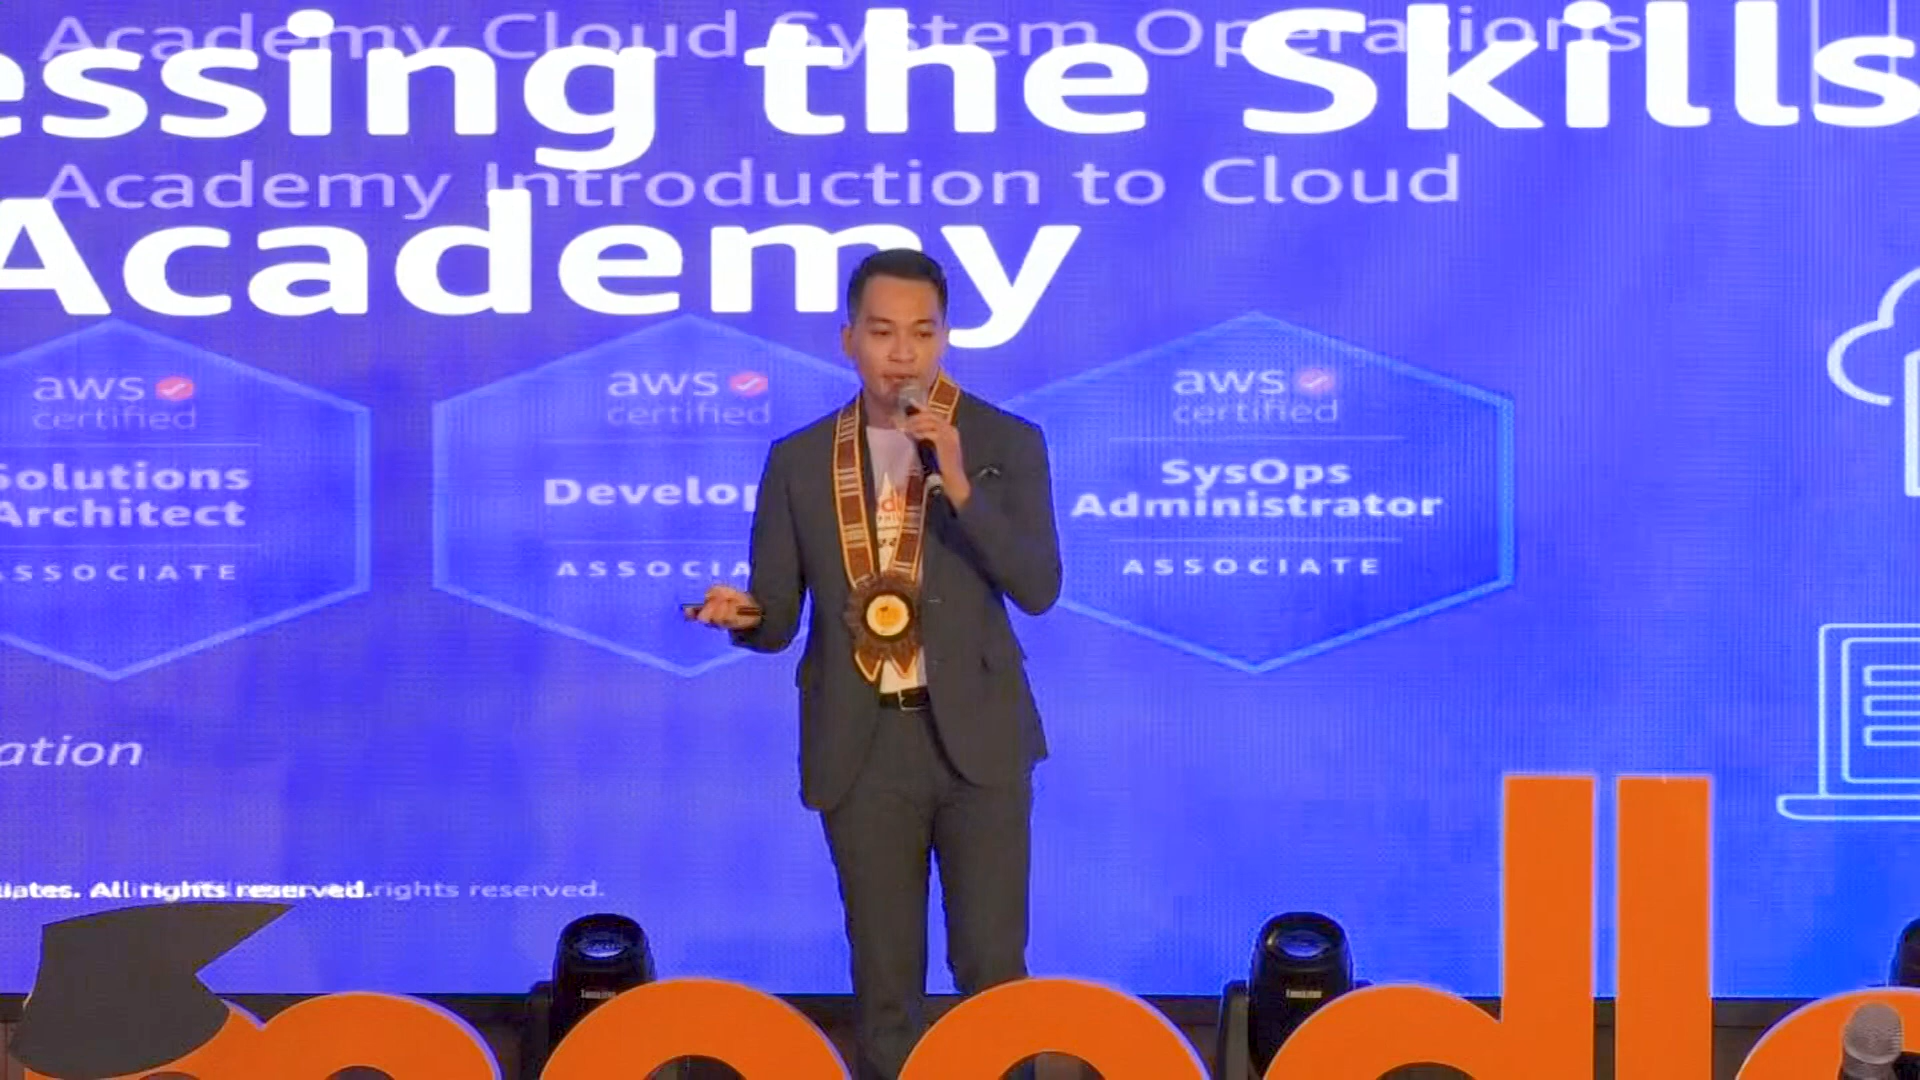 Academy Cloud System Operations
essing the Skills
Academy Introduction to Cloud
Academy
aws
certified
Solutions
Architect
ASSOCIATE
aws
certified
Develop
ASSOCIA
aws
certified
SysOps
Administrator
ASSOCIATE
ation
iates. All rights reserved.
rights reserved.
moodle